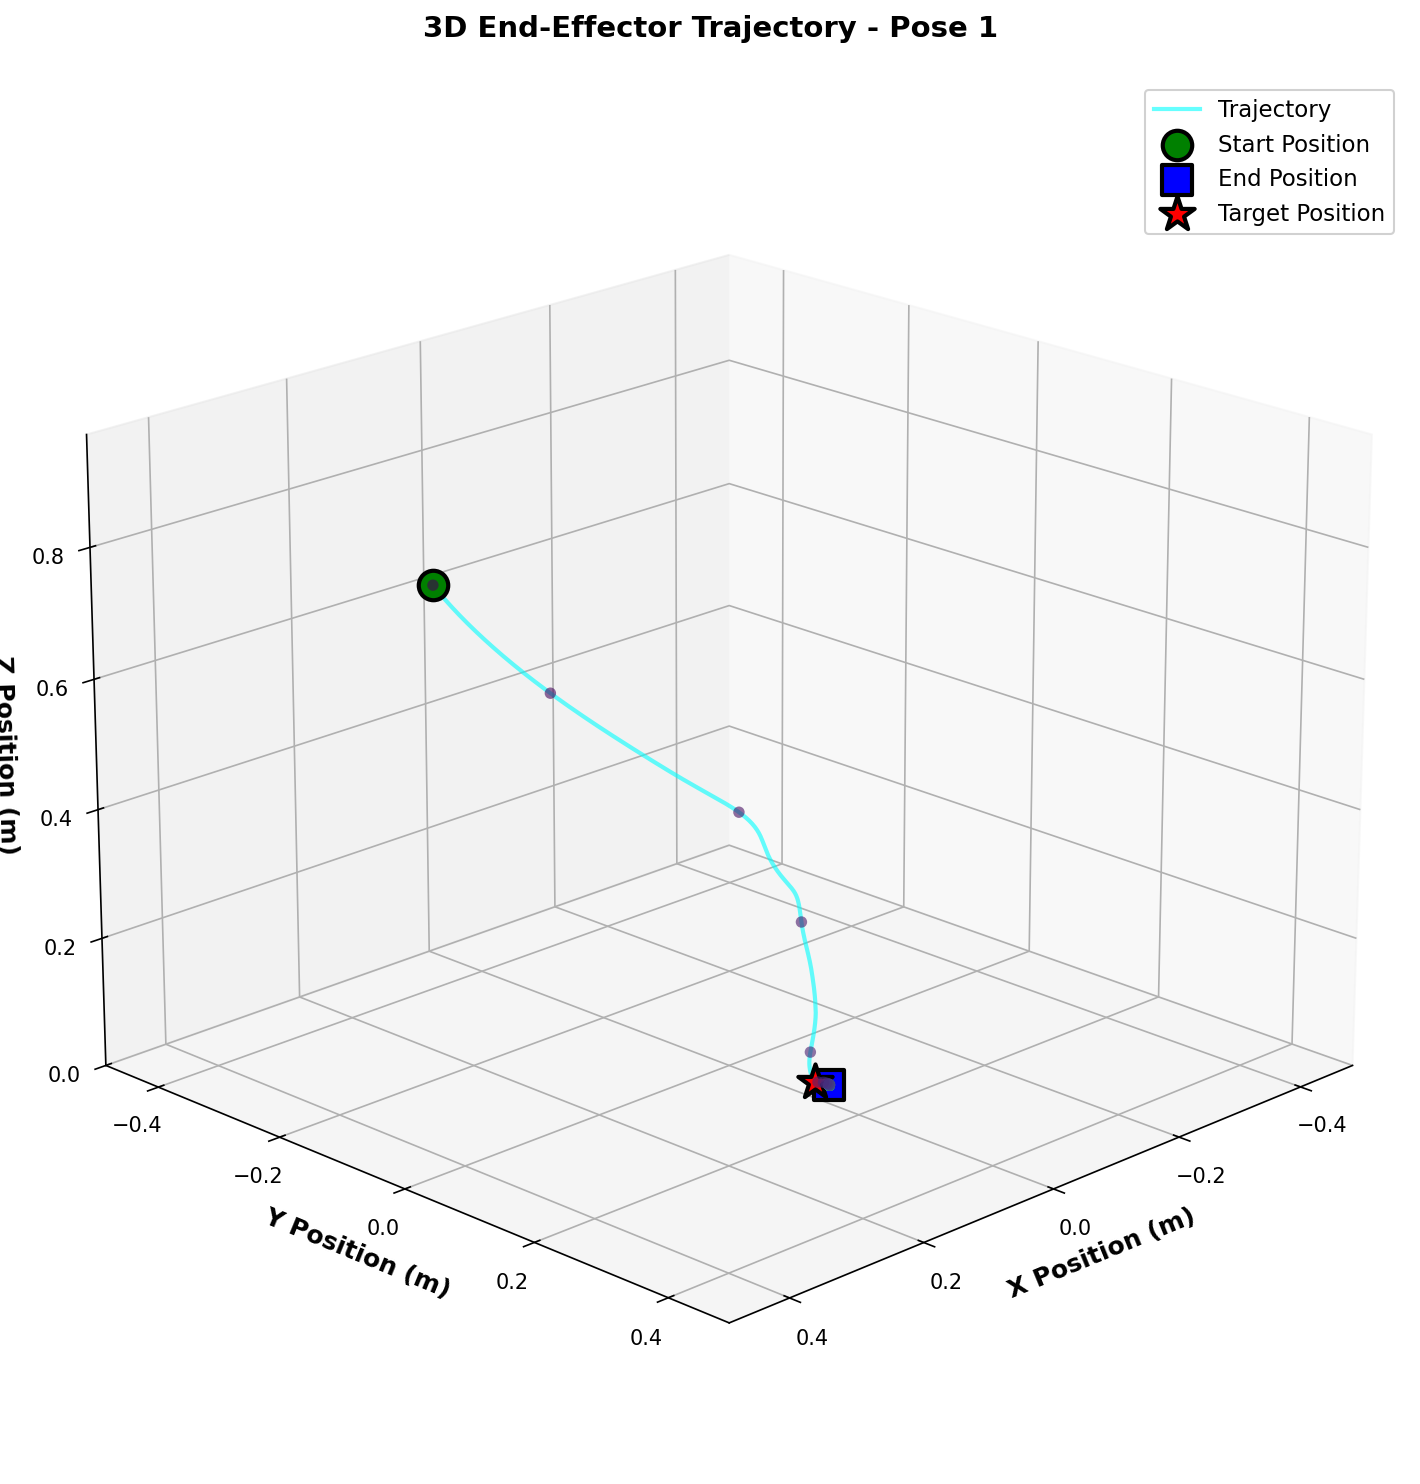 3D End-Effector Trajectory - Pose 1
Trajectory
Start Position
End Position
Target Position
0.8
0.6
0.4
0.2
0.0
Z Position (m)
−0.4
−0.2
0.0
0.2
0.4
Y Position (m)
−0.4
−0.2
0.0
0.2
0.4
X Position (m)